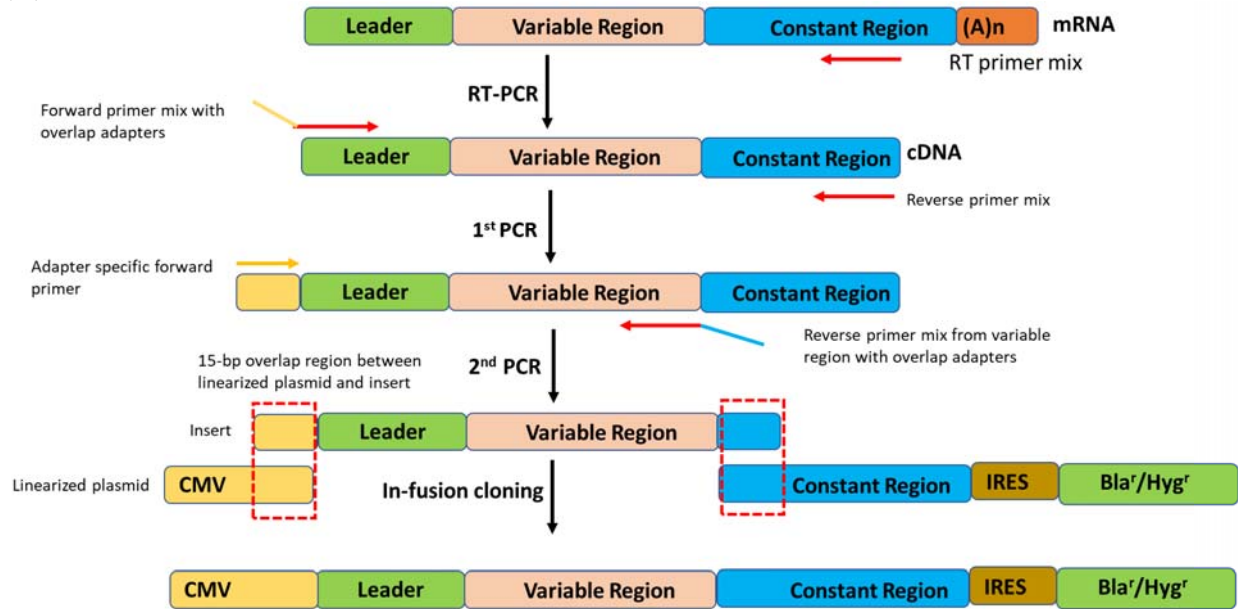 Leader Variable Region Constant Region (A)n mRNA
RT primer mix
RT-PCR
Forward primer mix with
overlap adapters
Leader Variable Region Constant Region cDNA
Reverse primer mix
1st PCR
Adapter specific forward
primer
Leader Variable Region Constant Region
Reverse primer mix from variable
region with overlap adapters
15-bp overlap region between
linearized plasmid and insert
2nd PCR
Insert Leader Variable Region
Linearized plasmid CMV In-fusion cloning Constant Region IRES Blaʳ/Hygʳ
CMV Leader Variable Region Constant Region IRES Blaʳ/Hygʳ